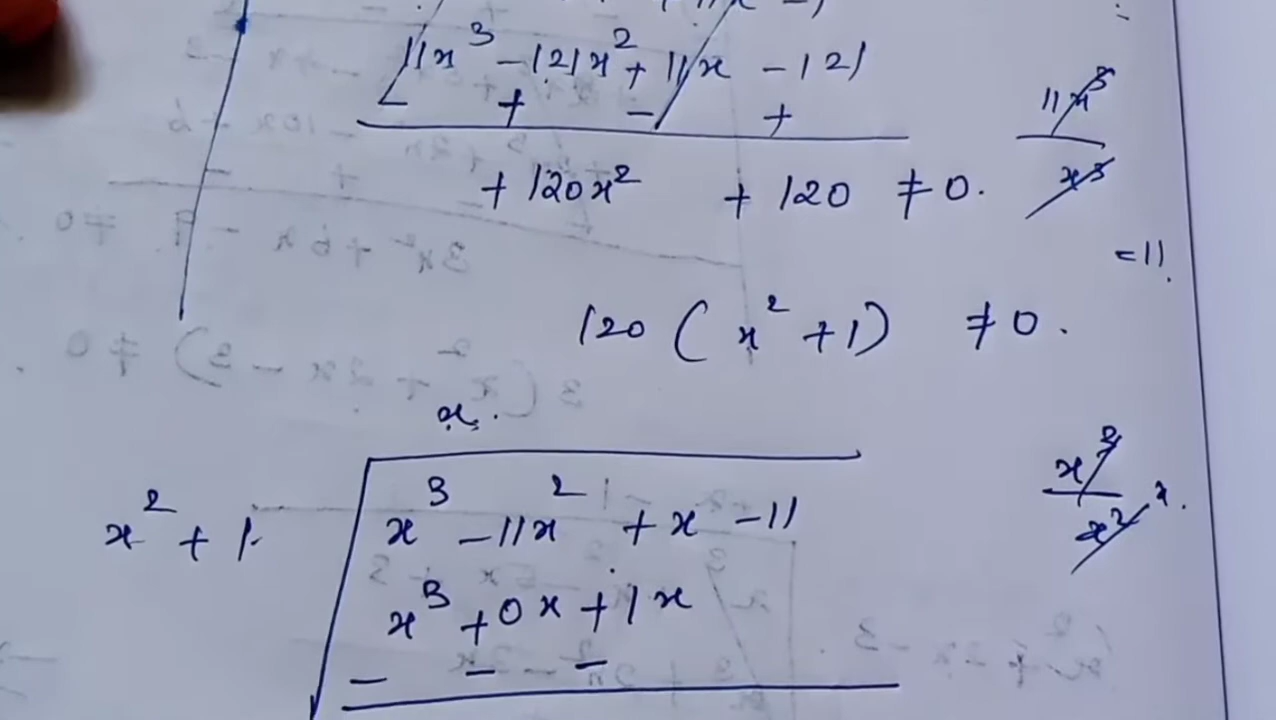 11x³ - 121x² + 11x - 121
+ - +
+ 120x² + 120 ≠ 0.
11x³
x³
= 11.
120 ( x² + 1 ) ≠ 0.
x.
x³
x² x.
x² + 1. x³ - 11x² + x - 11
x³ + 0x + 1x
- - -